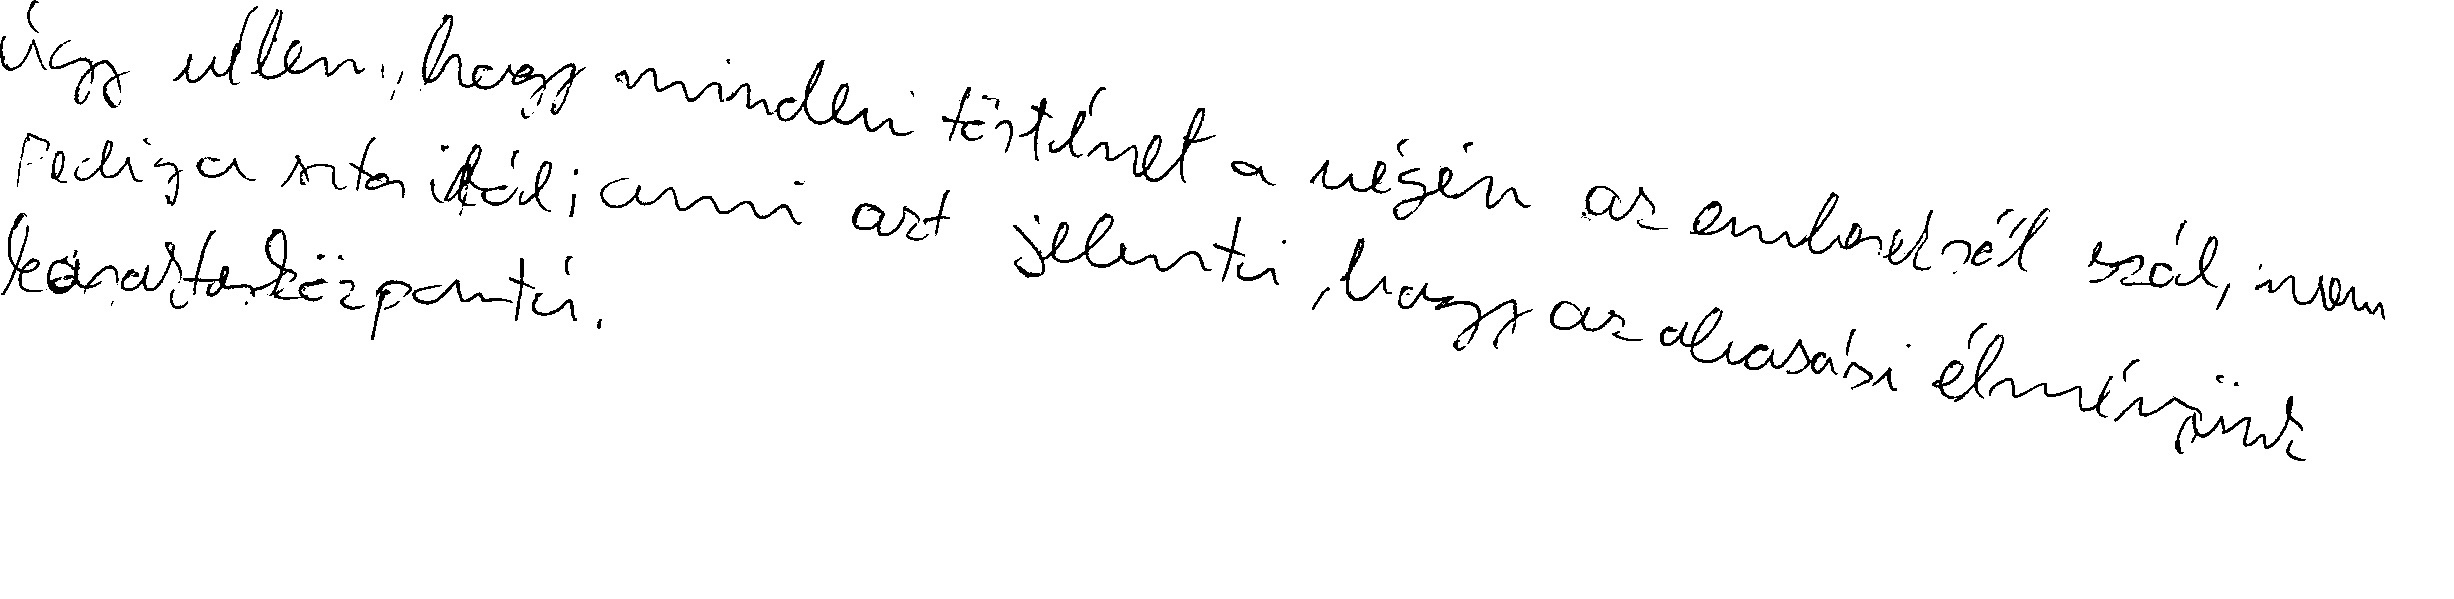 Úgy vélem, hogy minden történet a végén az emberekről szól, nem
pedig a sztoriról, ami azt jelenti, hogy az olvasási élményünk
karakterközpontú.